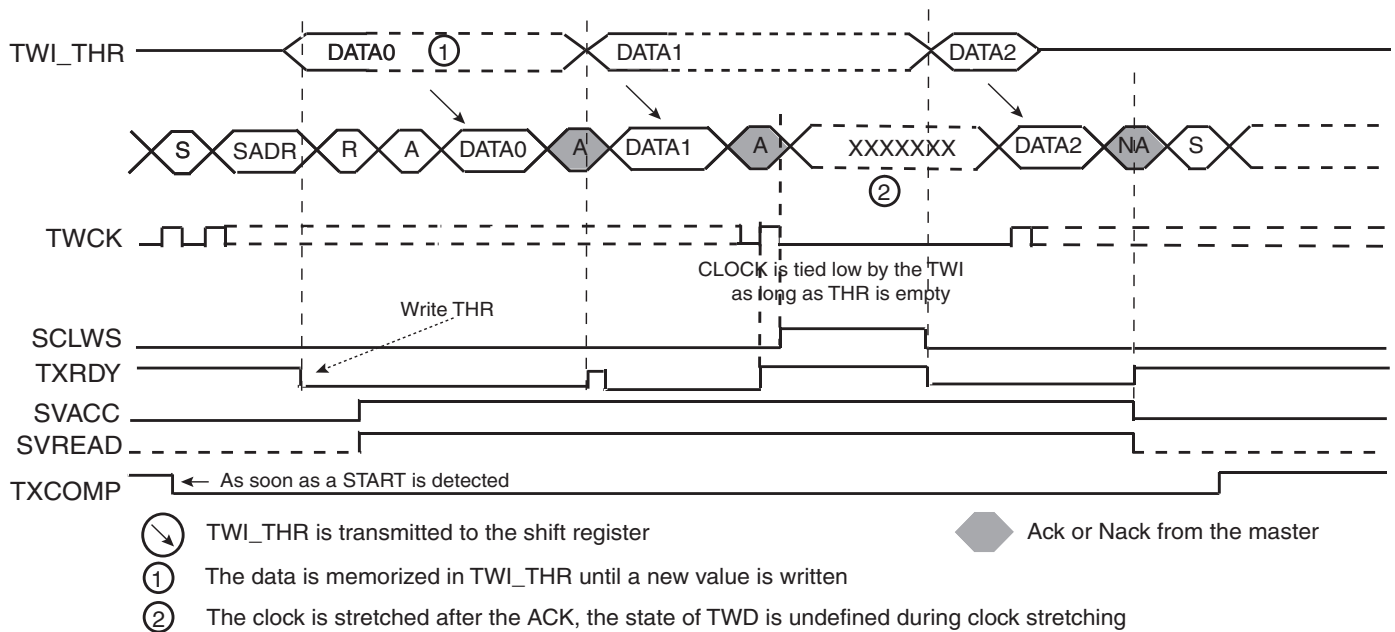 TWI_THR DATA0 1 DATA1 DATA2
S SADR R A DATA0 A DATA1 A XXXXXXX DATA2 NA S
2
TWCK
CLOCK is tied low by the TWI
as long as THR is empty
Write THR
SCLWS
TXRDY
SVACC
SVREAD
TXCOMP As soon as a START is detected
TWI_THR is transmitted to the shift register Ack or Nack from the master
1 The data is memorized in TWI_THR until a new value is written
2 The clock is stretched after the ACK, the state of TWD is undefined during clock stretching